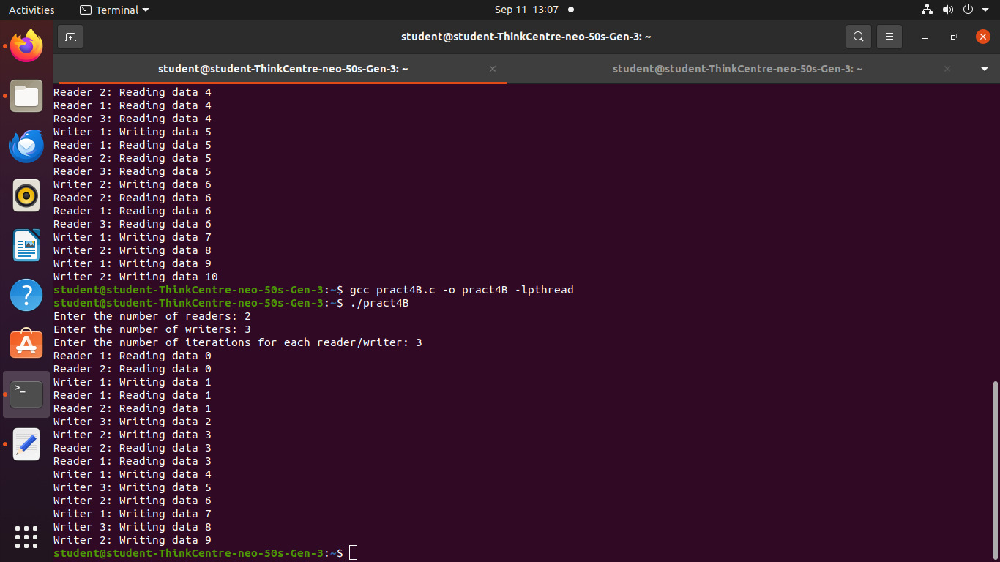 Activities Terminal Sep 11 13:07
student@student-ThinkCentre-neo-50s-Gen-3: ~
student@student-ThinkCentre-neo-50s-Gen-3: ~ student@student-ThinkCentre-neo-50s-Gen-3: ~
Reader 2: Reading data 4
Reader 1: Reading data 4
Reader 3: Reading data 4
Writer 1: Writing data 5
Reader 1: Reading data 5
Reader 2: Reading data 5
Reader 3: Reading data 5
Writer 2: Writing data 6
Reader 2: Reading data 6
Reader 1: Reading data 6
Reader 3: Reading data 6
Writer 1: Writing data 7
Writer 2: Writing data 8
Writer 1: Writing data 9
Writer 2: Writing data 10
student@student-ThinkCentre-neo-50s-Gen-3:~$ gcc pract4B.c -o pract4B -lpthread
student@student-ThinkCentre-neo-50s-Gen-3:~$ ./pract4B
Enter the number of readers: 2
Enter the number of writers: 3
Enter the number of iterations for each reader/writer: 3
Reader 1: Reading data 0
Reader 2: Reading data 0
Writer 1: Writing data 1
Reader 1: Reading data 1
Reader 2: Reading data 1
Writer 3: Writing data 2
Writer 2: Writing data 3
Reader 2: Reading data 3
Reader 1: Reading data 3
Writer 1: Writing data 4
Writer 3: Writing data 5
Writer 2: Writing data 6
Writer 1: Writing data 7
Writer 3: Writing data 8
Writer 2: Writing data 9
student@student-ThinkCentre-neo-50s-Gen-3:~$